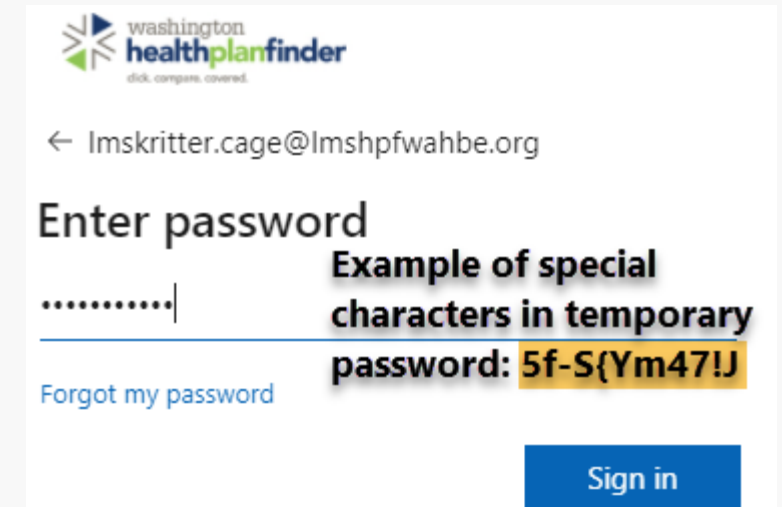 washington
healthplanfinder
click. compare. covered.
← lmskritter.cage@lmshpfwahbe.org
Enter password
Example of special
characters in temporary
password: 5f-S{Ym47!J
Forgot my password
Sign in